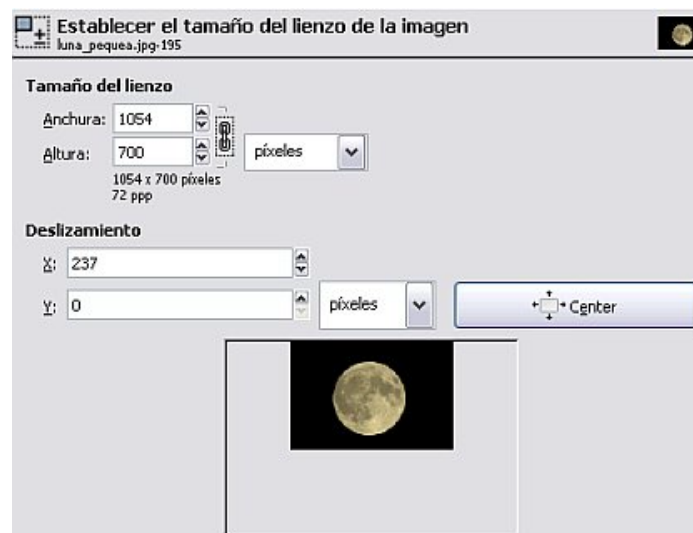 Establecer el tamaño del lienzo de la imagen
luna_pequea.jpg-195
Tamaño del lienzo
Anchura: 1054
Altura: 700 píxeles
1054 x 700 píxeles
72 ppp
Deslizamiento
X: 237
Y: 0 píxeles Center